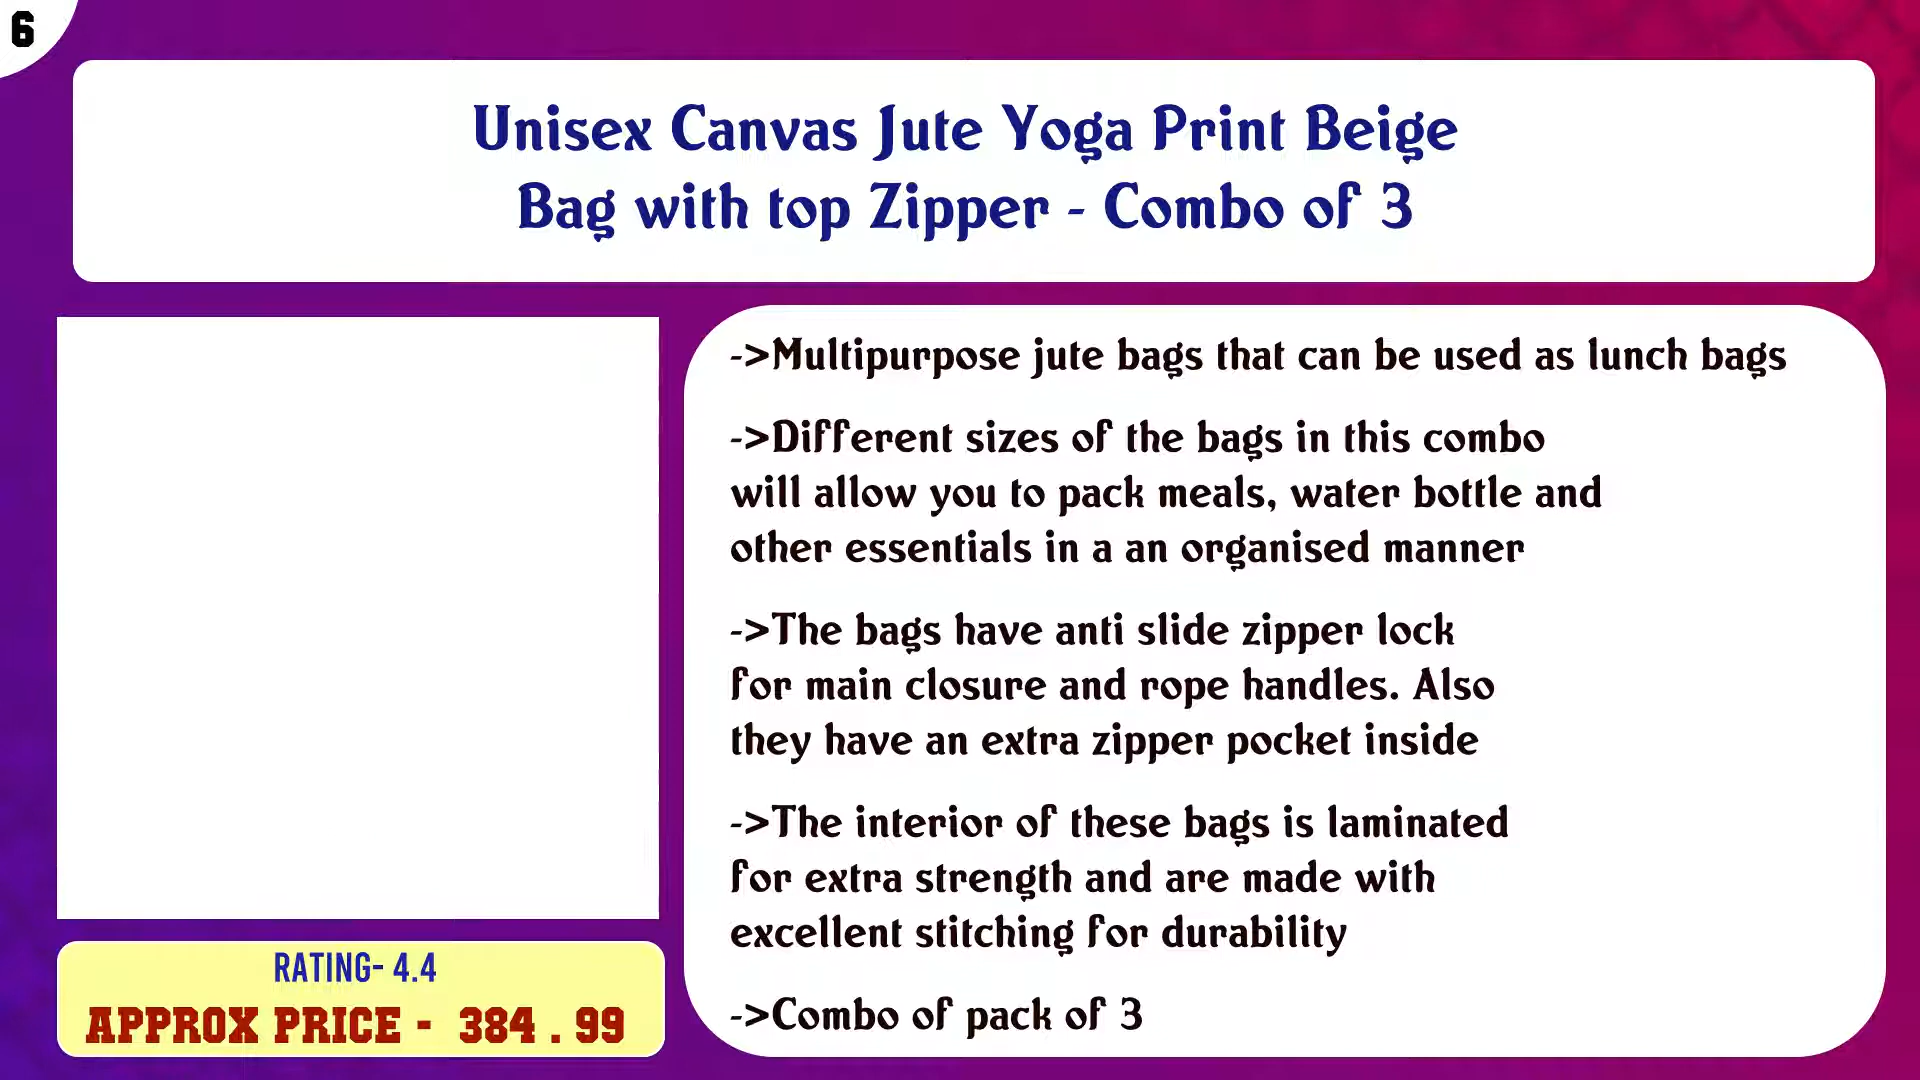 6
Unisex Canvas Jute Yoga Print Beige
Bag with top Zipper - Combo of 3
->Multipurpose jute bags that can be used as lunch bags
->Different sizes of the bags in this combo
will allow you to pack meals, water bottle and
other essentials in a an organised manner
->The bags have anti slide zipper lock
for main closure and rope handles. Also
they have an extra zipper pocket inside
->The interior of these bags is laminated
for extra strength and are made with
excellent stitching for durability
->Combo of pack of 3
RATING- 4.4
APPROX PRICE - 384 . 99